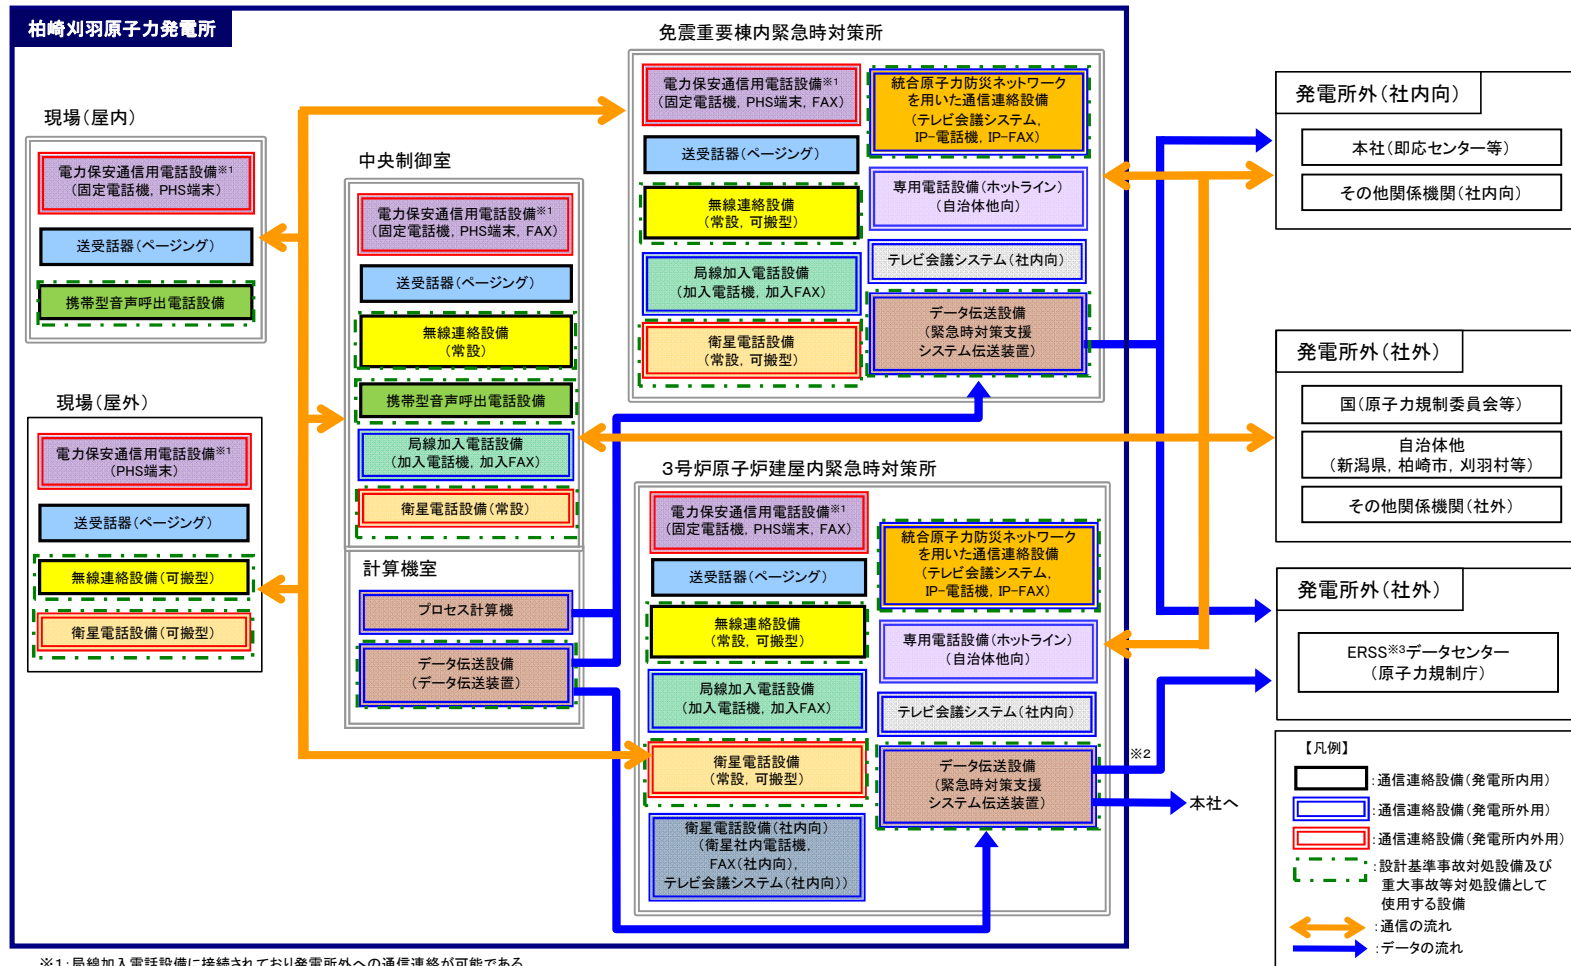 柏崎刈羽原子力発電所
現場(屋内)
電力保安通信用電話設備※1
(固定電話機, PHS端末)
送受話器(ページング)
携帯型音声呼出電話設備
現場(屋外)
電力保安通信用電話設備※1
(PHS端末)
送受話器(ページング)
無線連絡設備(可搬型)
衛星電話設備(可搬型)
中央制御室
電力保安通信用電話設備※1
(固定電話機, PHS端末, FAX)
送受話器(ページング)
無線連絡設備
(常設)
携帯型音声呼出電話設備
局線加入電話設備
(加入電話機, 加入FAX)
衛星電話設備(常設)
計算機室
プロセス計算機
データ伝送設備
(データ伝送装置)
免震重要棟内緊急時対策所
電力保安通信用電話設備※1
(固定電話機, PHS端末, FAX)
送受話器(ページング)
無線連絡設備
(常設, 可搬型)
局線加入電話設備
(加入電話機, 加入FAX)
衛星電話設備
(常設, 可搬型)
統合原子力防災ネットワーク
を用いた通信連絡設備
(テレビ会議システム,
IP-電話機, IP-FAX)
専用電話設備(ホットライン)
(自治体他向)
テレビ会議システム(社内向)
データ伝送設備
(緊急時対策支援
システム伝送装置)
3号炉原子炉建屋内緊急時対策所
電力保安通信用電話設備※1
(固定電話機, PHS端末, FAX)
送受話器(ページング)
無線連絡設備
(常設, 可搬型)
局線加入電話設備
(加入電話機, 加入FAX)
衛星電話設備
(常設, 可搬型)
衛星電話設備(社内向)
(衛星社内電話機,
FAX(社内向),
テレビ会議システム(社内向))
統合原子力防災ネットワーク
を用いた通信連絡設備
(テレビ会議システム,
IP-電話機, IP-FAX)
専用電話設備(ホットライン)
(自治体他向)
テレビ会議システム(社内向)
データ伝送設備
(緊急時対策支援
システム伝送装置)
※2
本社へ
発電所外(社内向)
本社(即応センター等)
その他関係機関(社内向)
発電所外(社外)
国(原子力規制委員会等)
自治体他
(新潟県, 柏崎市, 刈羽村等)
その他関係機関(社外)
発電所外(社外)
ERSS※3データセンター
(原子力規制庁)
【凡例】
:通信連絡設備(発電所内用)
:通信連絡設備(発電所外用)
:通信連絡設備(発電所内外用)
:設計基準事故対処設備及び
重大事故等対処設備として
使用する設備
:通信の流れ
:データの流れ
※1:局線加入電話設備に接続されており発電所外への通信連絡が可能である